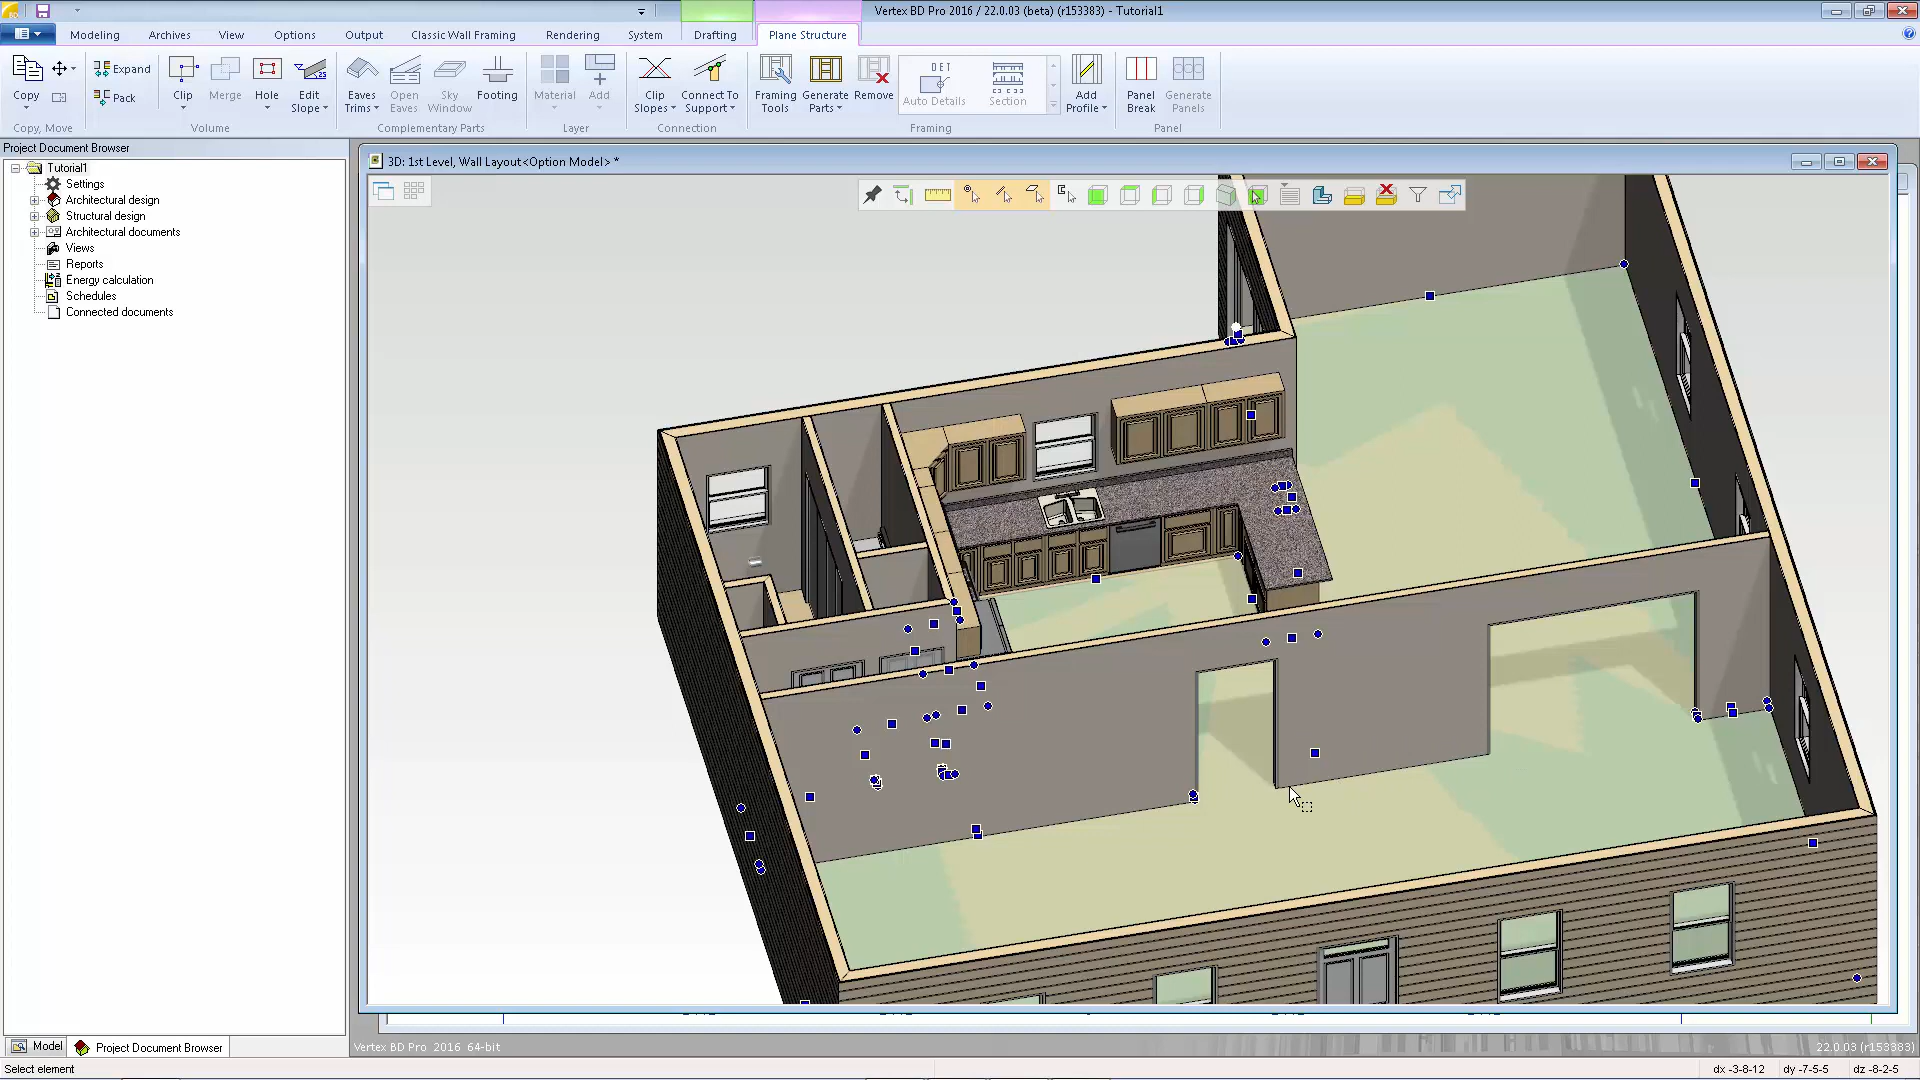 Vertex BD Pro 2016 / 22.0.03 (beta) (r153383) - Tutorial1
Modeling Archives View Options Output Classic Wall Framing Rendering System Drafting Plane Structure
Copy Expand Pack Clip Merge Hole Edit Slope Eaves Trims Open Eaves Sky Window Footing Material Add Clip Slopes Connect To Support Framing Tools Generate Parts Remove DET Auto Details Section Add Profile Panel Break Generate Panels
Copy, Move Volume Complementary Parts Layer Connection Framing Panel
Project Document Browser
3D: 1st Level, Wall Layout<Option Model> *
Tutorial1
Settings
Architectural design
Structural design
Architectural documents
Views
Reports
Energy calculation
Schedules
Connected documents
Model Project Document Browser
Vertex BD Pro 2016 64-bit
22.0.03 (r153383)
Select element
dx -3-8-12 dy -7-5-5 dz -8-2-5